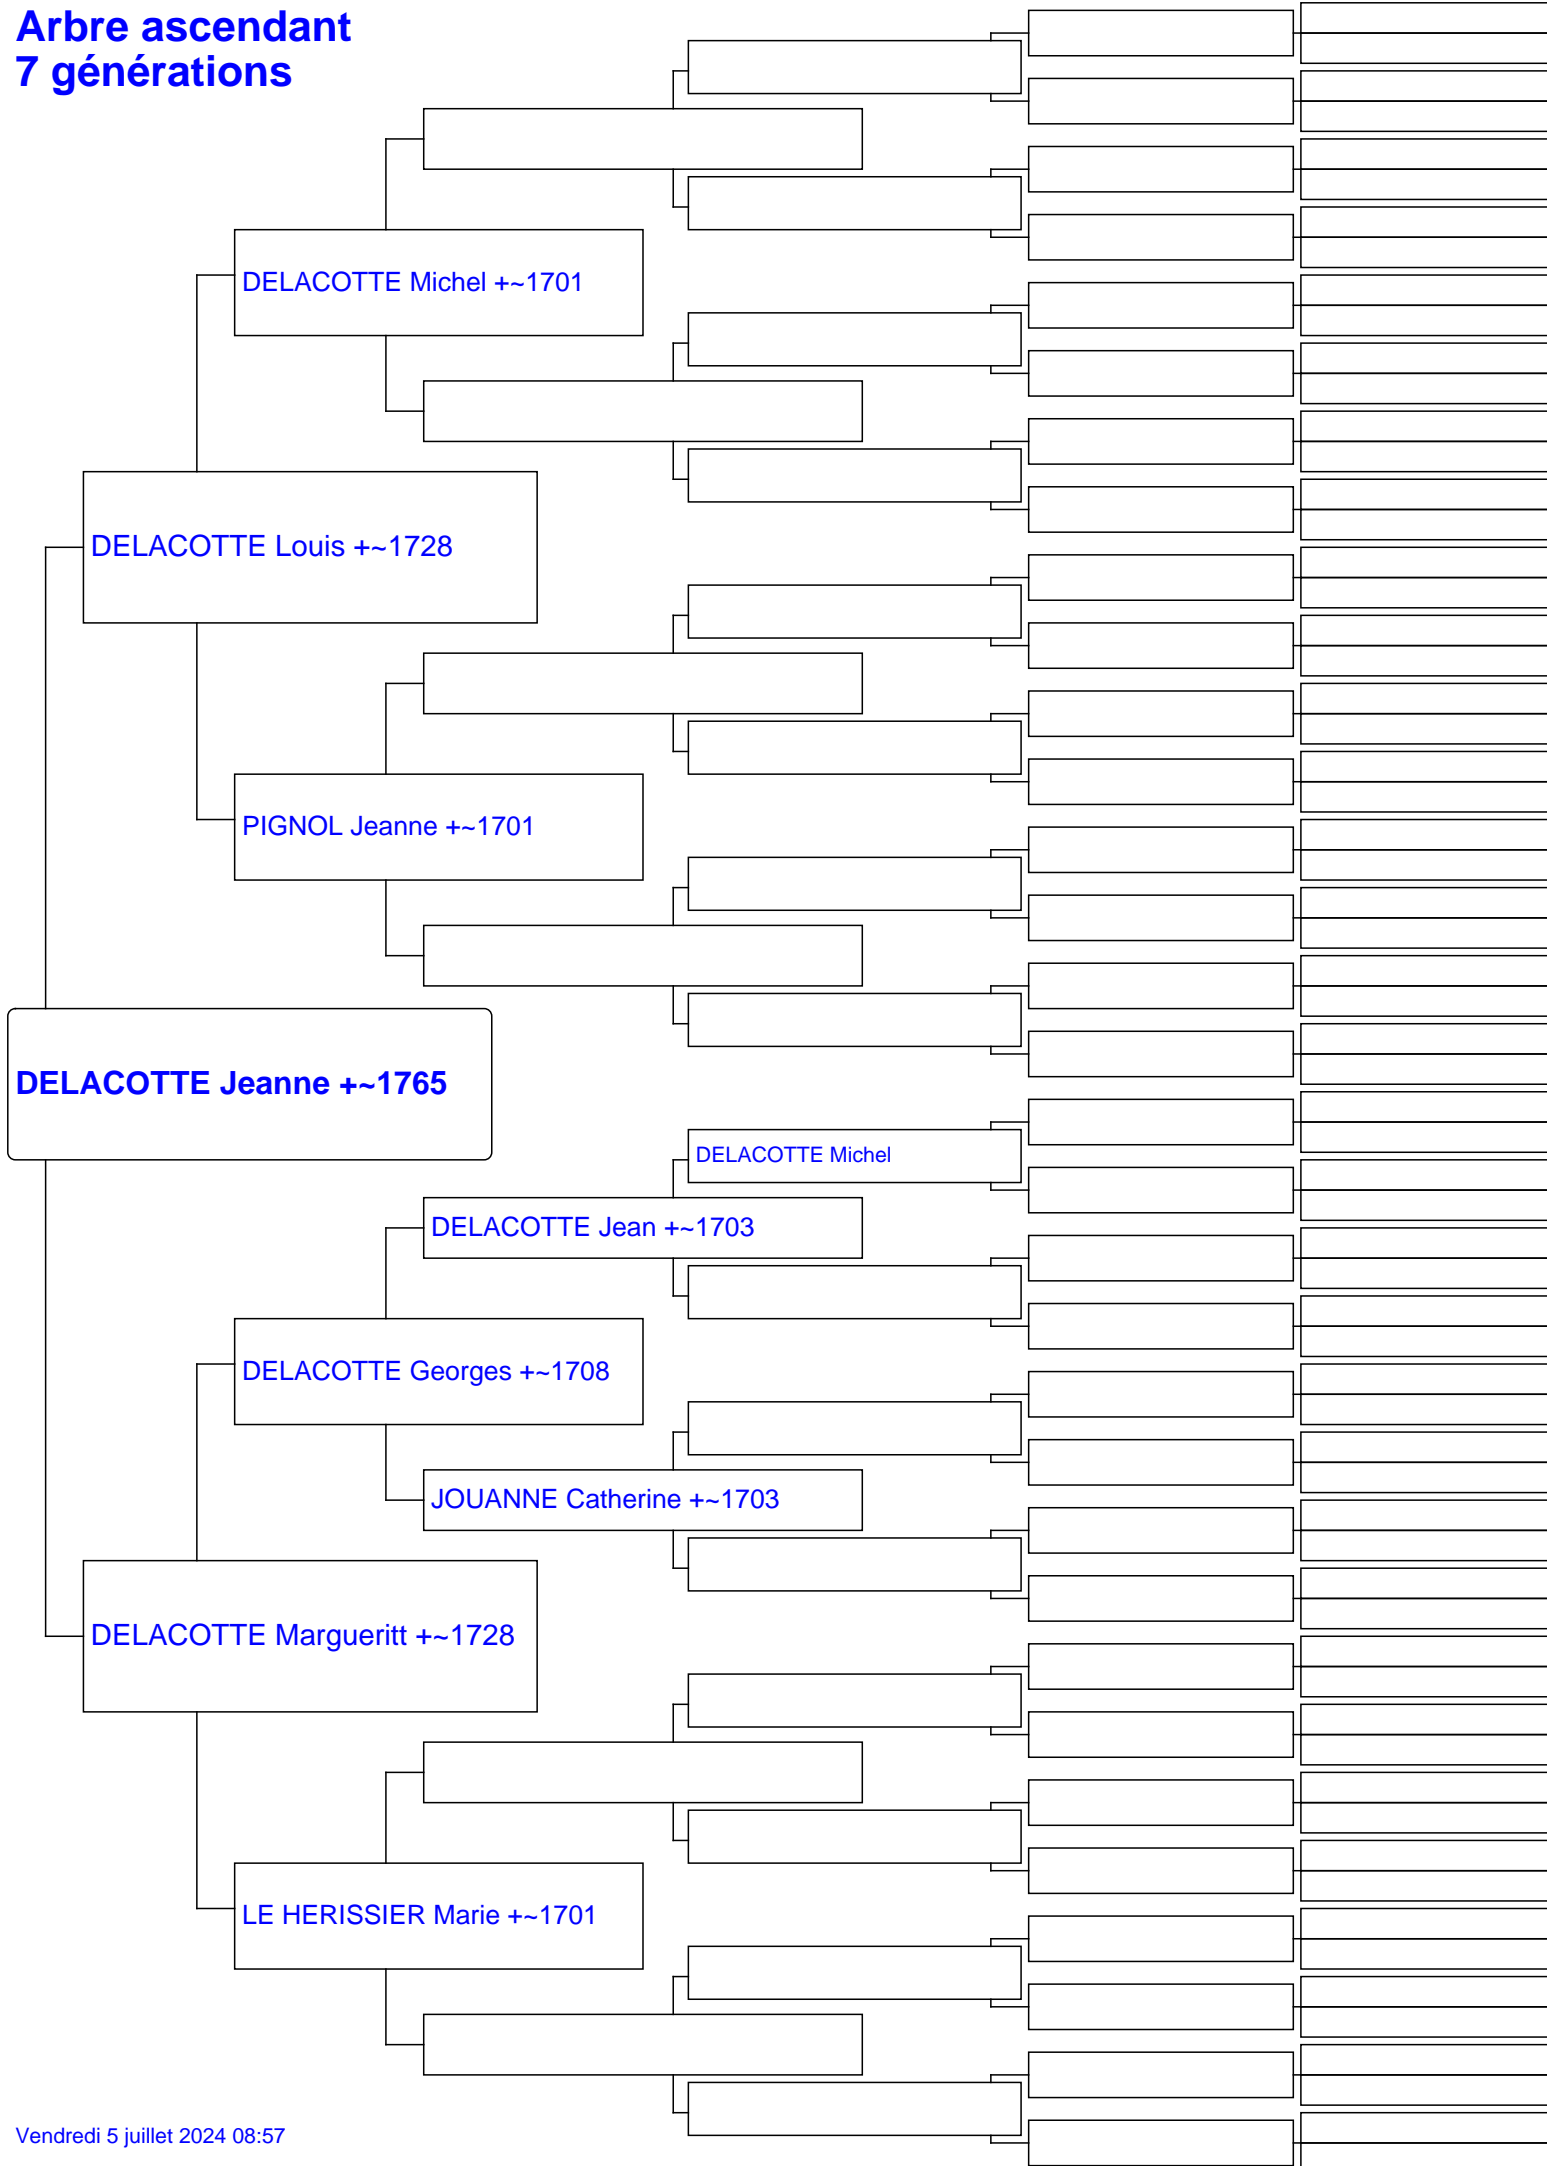 Arbre ascendant
7 générations
DELACOTTE Michel +~1701
DELACOTTE Louis +~1728
PIGNOL Jeanne +~1701
DELACOTTE Jeanne +~1765
DELACOTTE Michel
DELACOTTE Jean +~1703
DELACOTTE Georges +~1708
JOUANNE Catherine +~1703
DELACOTTE Margueritt +~1728
LE HERISSIER Marie +~1701
Vendredi 5 juillet 2024 08:57